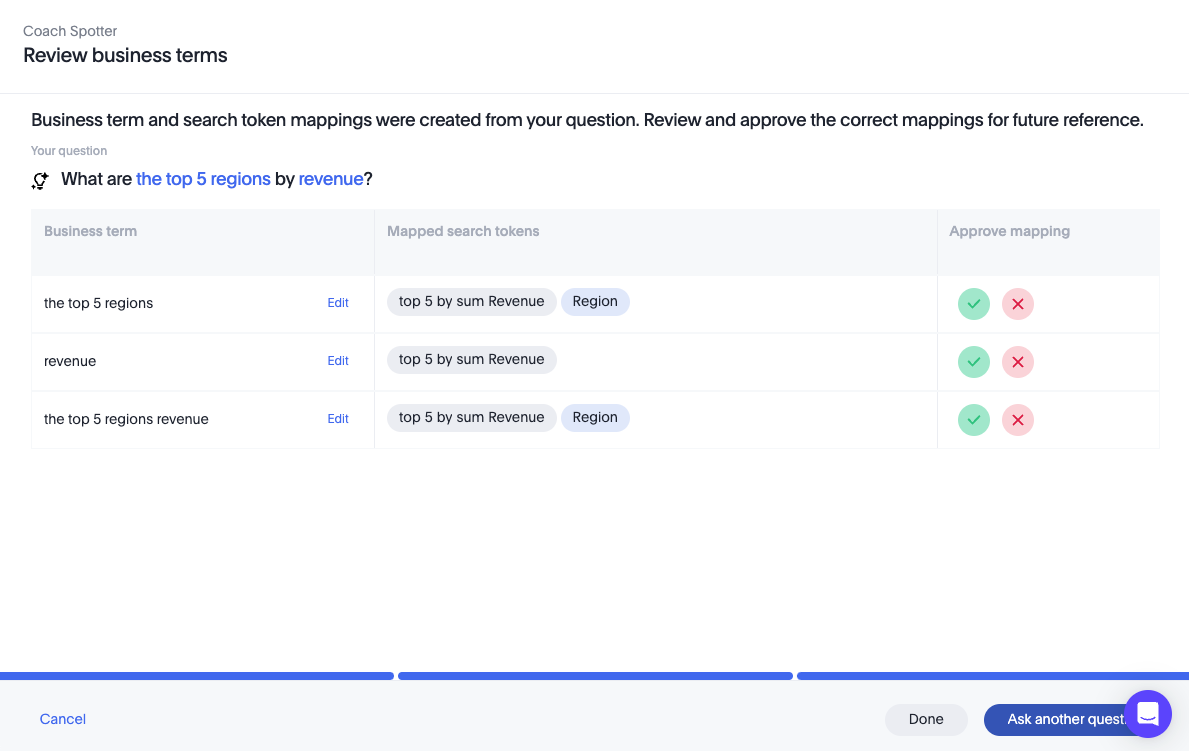 Coach Spotter
Review business terms
Business term and search token mappings were created from your question. Review and approve the correct mappings for future reference.
Your question
What are the top 5 regions by revenue?
Business term Mapped search tokens Approve mapping
the top 5 regions Edit top 5 by sum Revenue Region
revenue Edit top 5 by sum Revenue
the top 5 regions revenue Edit top 5 by sum Revenue Region
Cancel Done Ask another